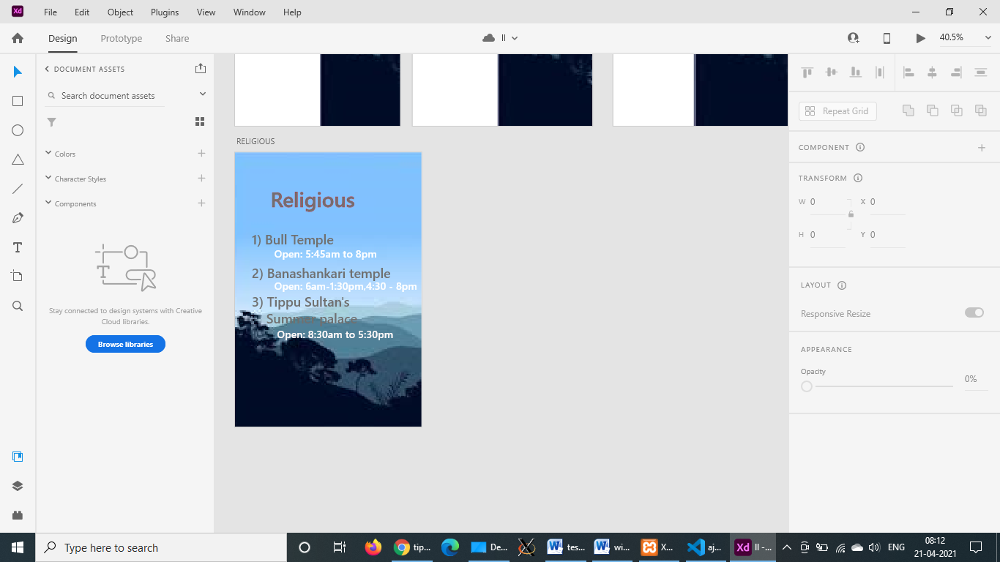 Xd File Edit Object Plugins View Window Help
Design Prototype Share ll 40.5%
DOCUMENT ASSETS
Search document assets
Repeat Grid
RELIGIOUS
COMPONENT
Colors
Character Styles
Components
TRANSFORM
W 0 X 0
H 0 Y 0
Religious
1) Bull Temple
Open: 5:45am to 8pm
2) Banashankari temple
Open: 6am-1:30pm,4:30 - 8pm
3) Tippu Sultan's
Summer palace
Open: 8:30am to 5:30pm
LAYOUT
Responsive Resize
Stay connected to design systems with Creative
Cloud libraries.
Browse libraries
APPEARANCE
Opacity
0%
Type here to search
tip...
De...
tes...
wi...
X...
aj...
Xd ll -...
ENG
08:12
21-04-2021